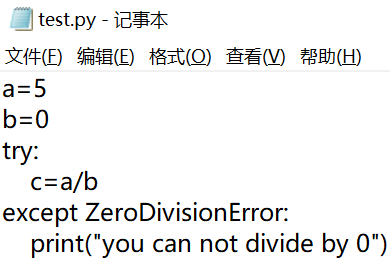 test.py - 记事本
文件(F) 编辑(E) 格式(O) 查看(V) 帮助(H)
a=5
b=0
try:
    c=a/b
except ZeroDivisionError:
    print("you can not divide by 0")